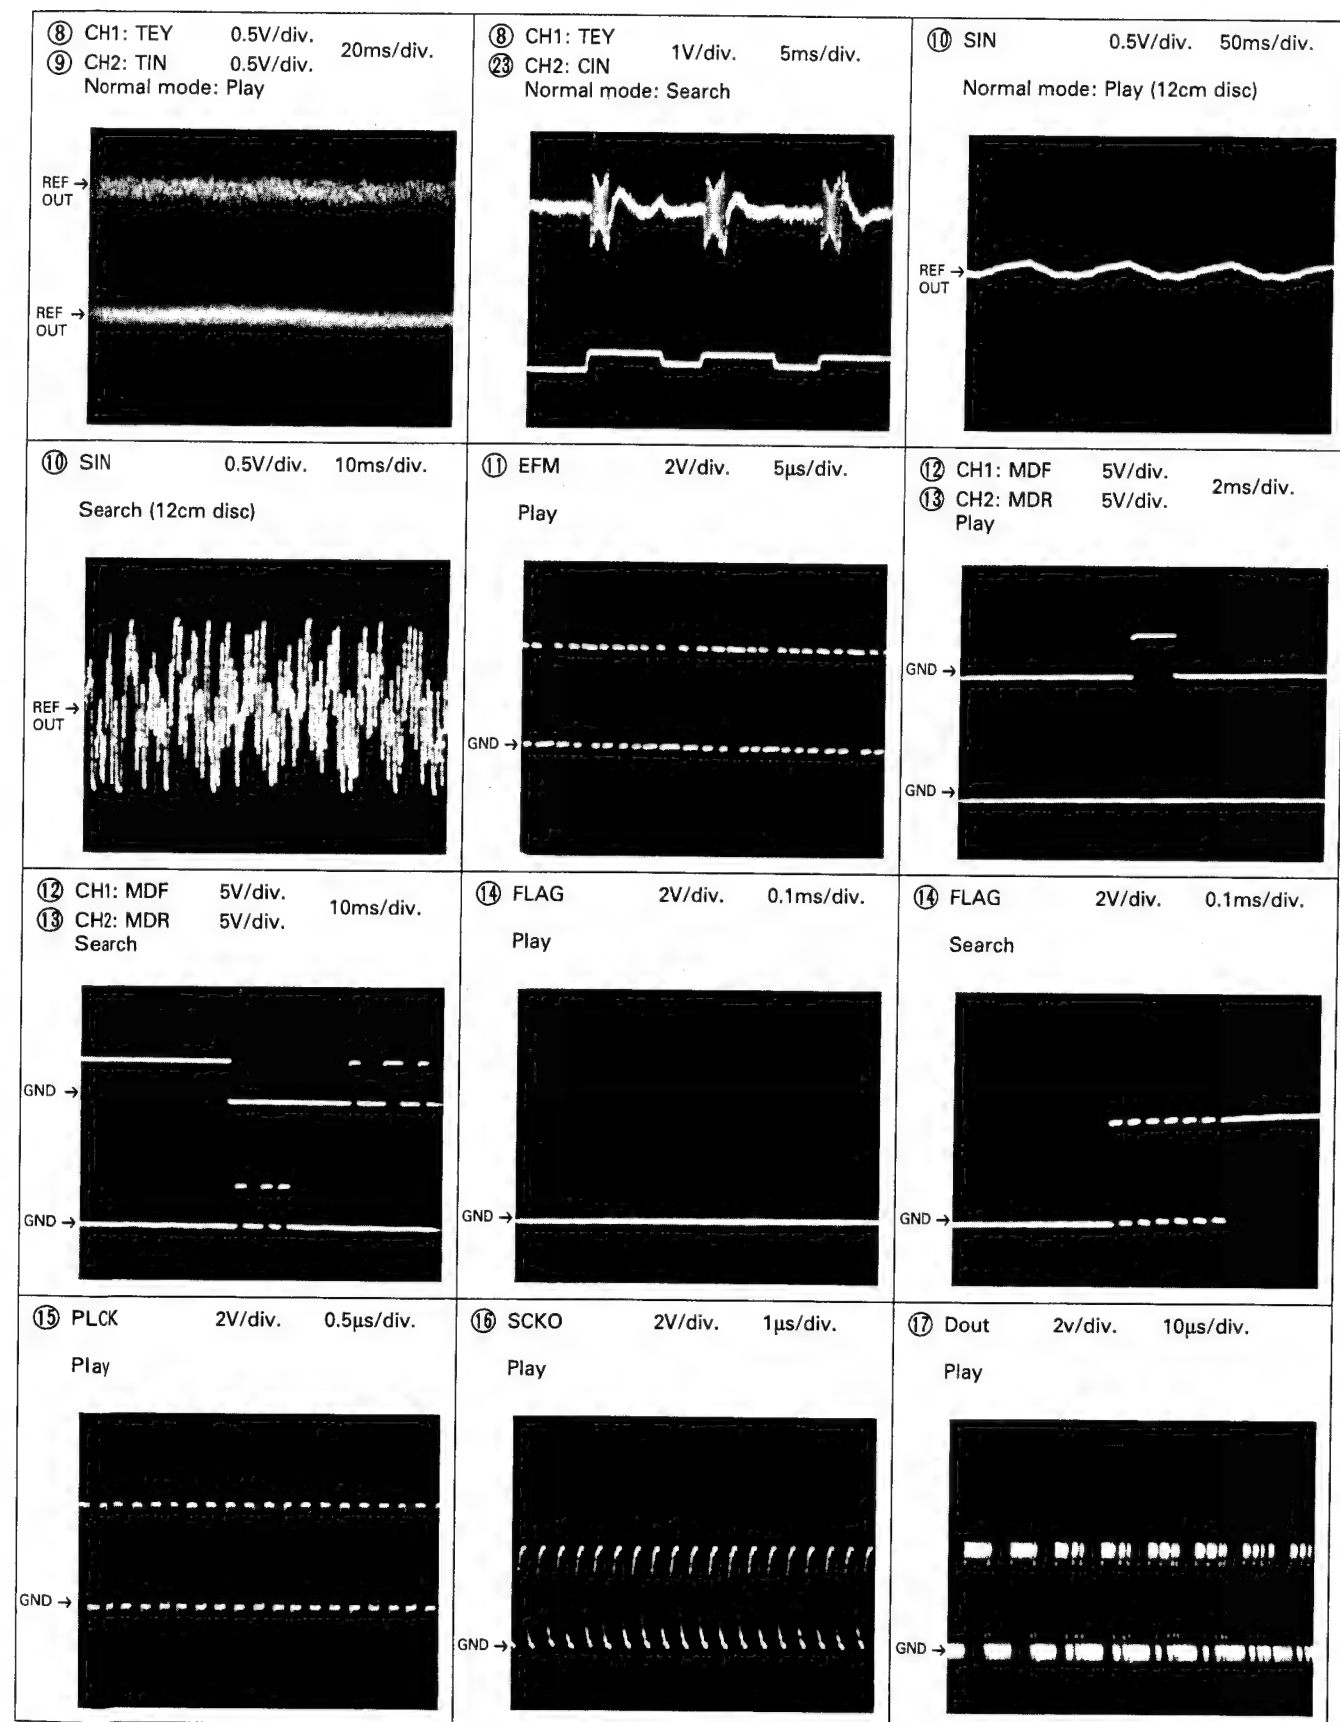 ⑧ CH1: TEY 0.5V/div. 20ms/div.
⑨ CH2: TIN 0.5V/div.
Normal mode: Play
REF →
OUT
REF →
OUT
⑧ CH1: TEY 1V/div. 5ms/div.
㉓ CH2: CIN
Normal mode: Search
⑩ SIN 0.5V/div. 50ms/div.
Normal mode: Play (12cm disc)
REF →
OUT
⑩ SIN 0.5V/div. 10ms/div.
Search (12cm disc)
REF →
OUT
⑪ EFM 2V/div. 5μs/div.
Play
GND →
⑫ CH1: MDF 5V/div. 2ms/div.
⑬ CH2: MDR 5V/div.
Play
GND →
GND →
⑫ CH1: MDF 5V/div. 10ms/div.
⑬ CH2: MDR 5V/div.
Search
GND →
GND →
⑭ FLAG 2V/div. 0.1ms/div.
Play
GND →
⑭ FLAG 2V/div. 0.1ms/div.
Search
GND →
⑮ PLCK 2V/div. 0.5μs/div.
Play
GND →
⑯ SCKO 2V/div. 1μs/div.
Play
GND →
⑰ Dout 2v/div. 10μs/div.
Play
GND →